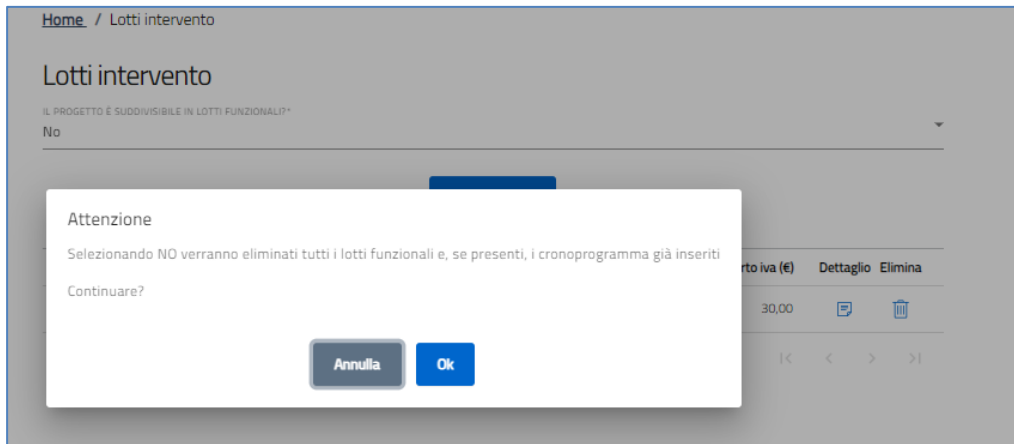 Home / Lotti intervento
Lotti intervento
IL PROGETTO È SUDDIVISIBILE IN LOTTI FUNZIONALI?*
No
Attenzione
Selezionando NO verranno eliminati tutti i lotti funzionali e, se presenti, i cronoprogramma già inseriti
Continuare?
Annulla Ok
iva (€) Dettaglio Elimina
30,00